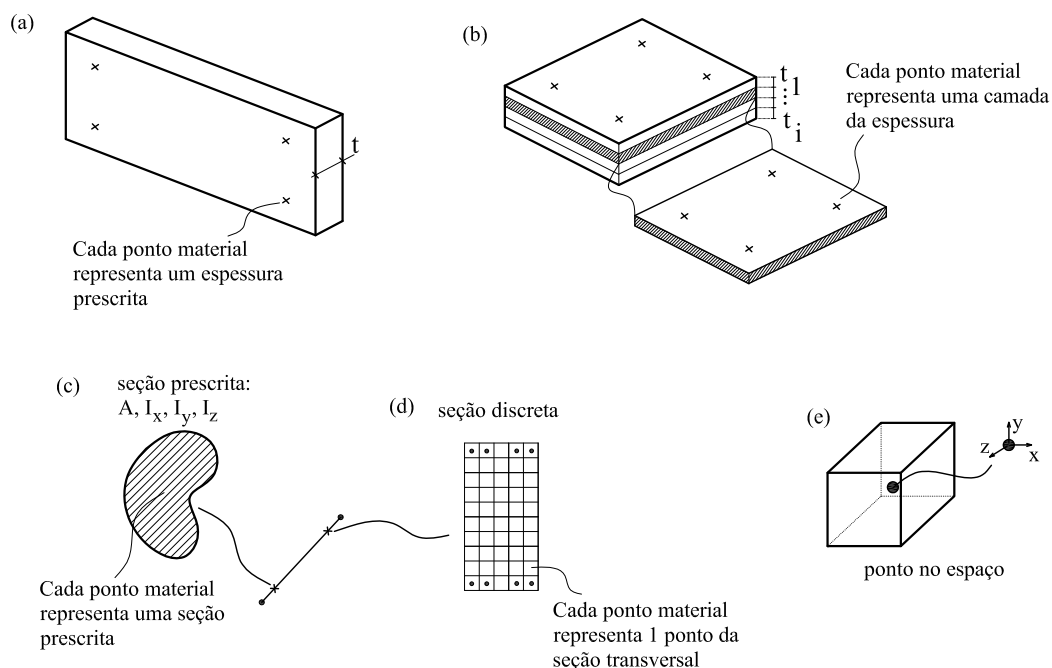 (a)
t
Cada ponto material
representa um espessura
prescrita
(b)
t
1
t
i
Cada ponto material
representa uma camada
da espessura
(c)
seção prescrita:
A, Ix, Iy, Iz
Cada ponto material
representa uma seção
prescrita
(d)
seção discreta
Cada ponto material
representa 1 ponto da
seção transversal
(e)
y
z
x
ponto no espaço